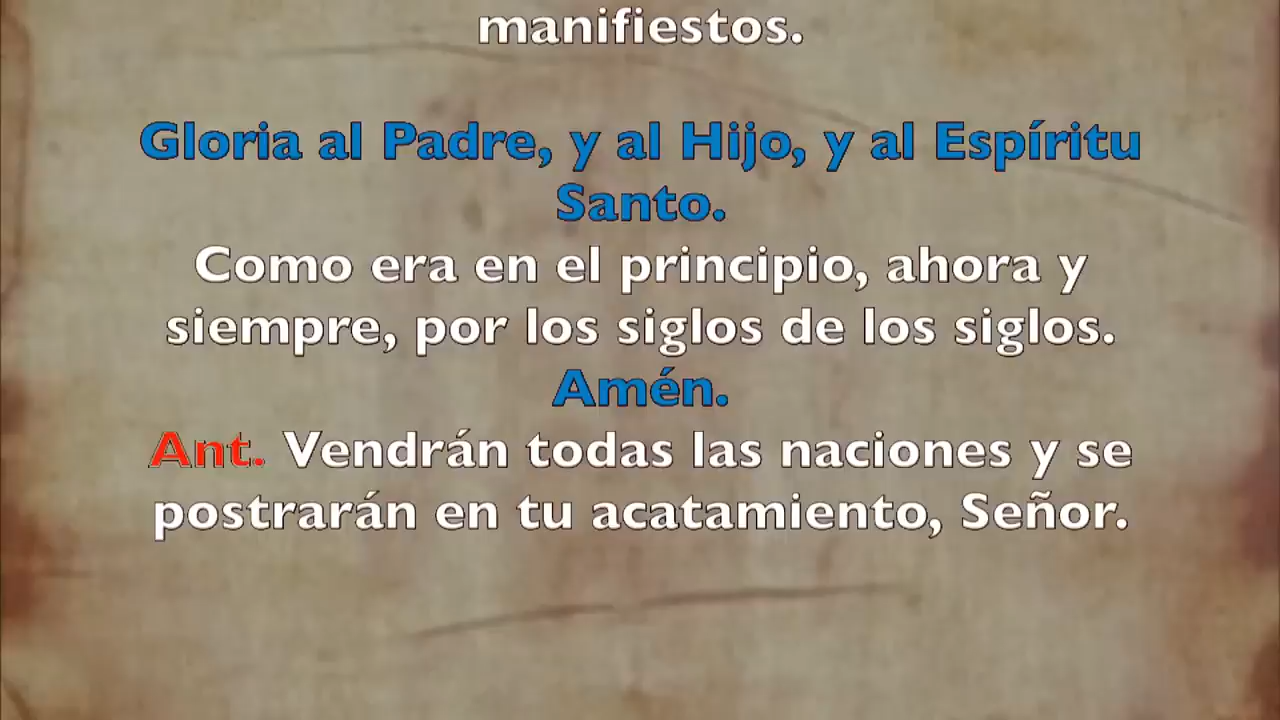 manifiestos.
Gloria al Padre, y al Hijo, y al Espíritu
Santo.
Como era en el principio, ahora y
siempre, por los siglos de los siglos.
Amén.
Ant. Vendrán todas las naciones y se
postrarán en tu acatamiento, Señor.